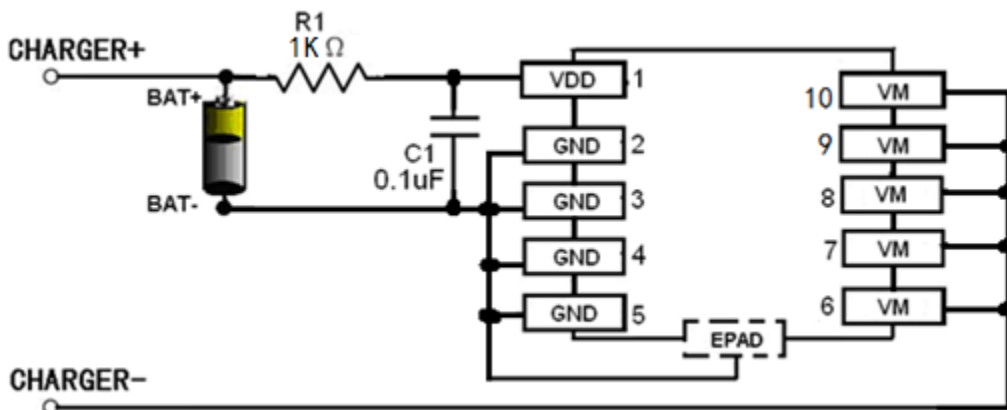 R1
1KΩ
CHARGER+
BAT+
C1
0.1uF
BAT-
VDD 1
GND 2
GND 3
GND 4
GND 5
10 VM
9 VM
8 VM
7 VM
6 VM
EPAD
CHARGER-